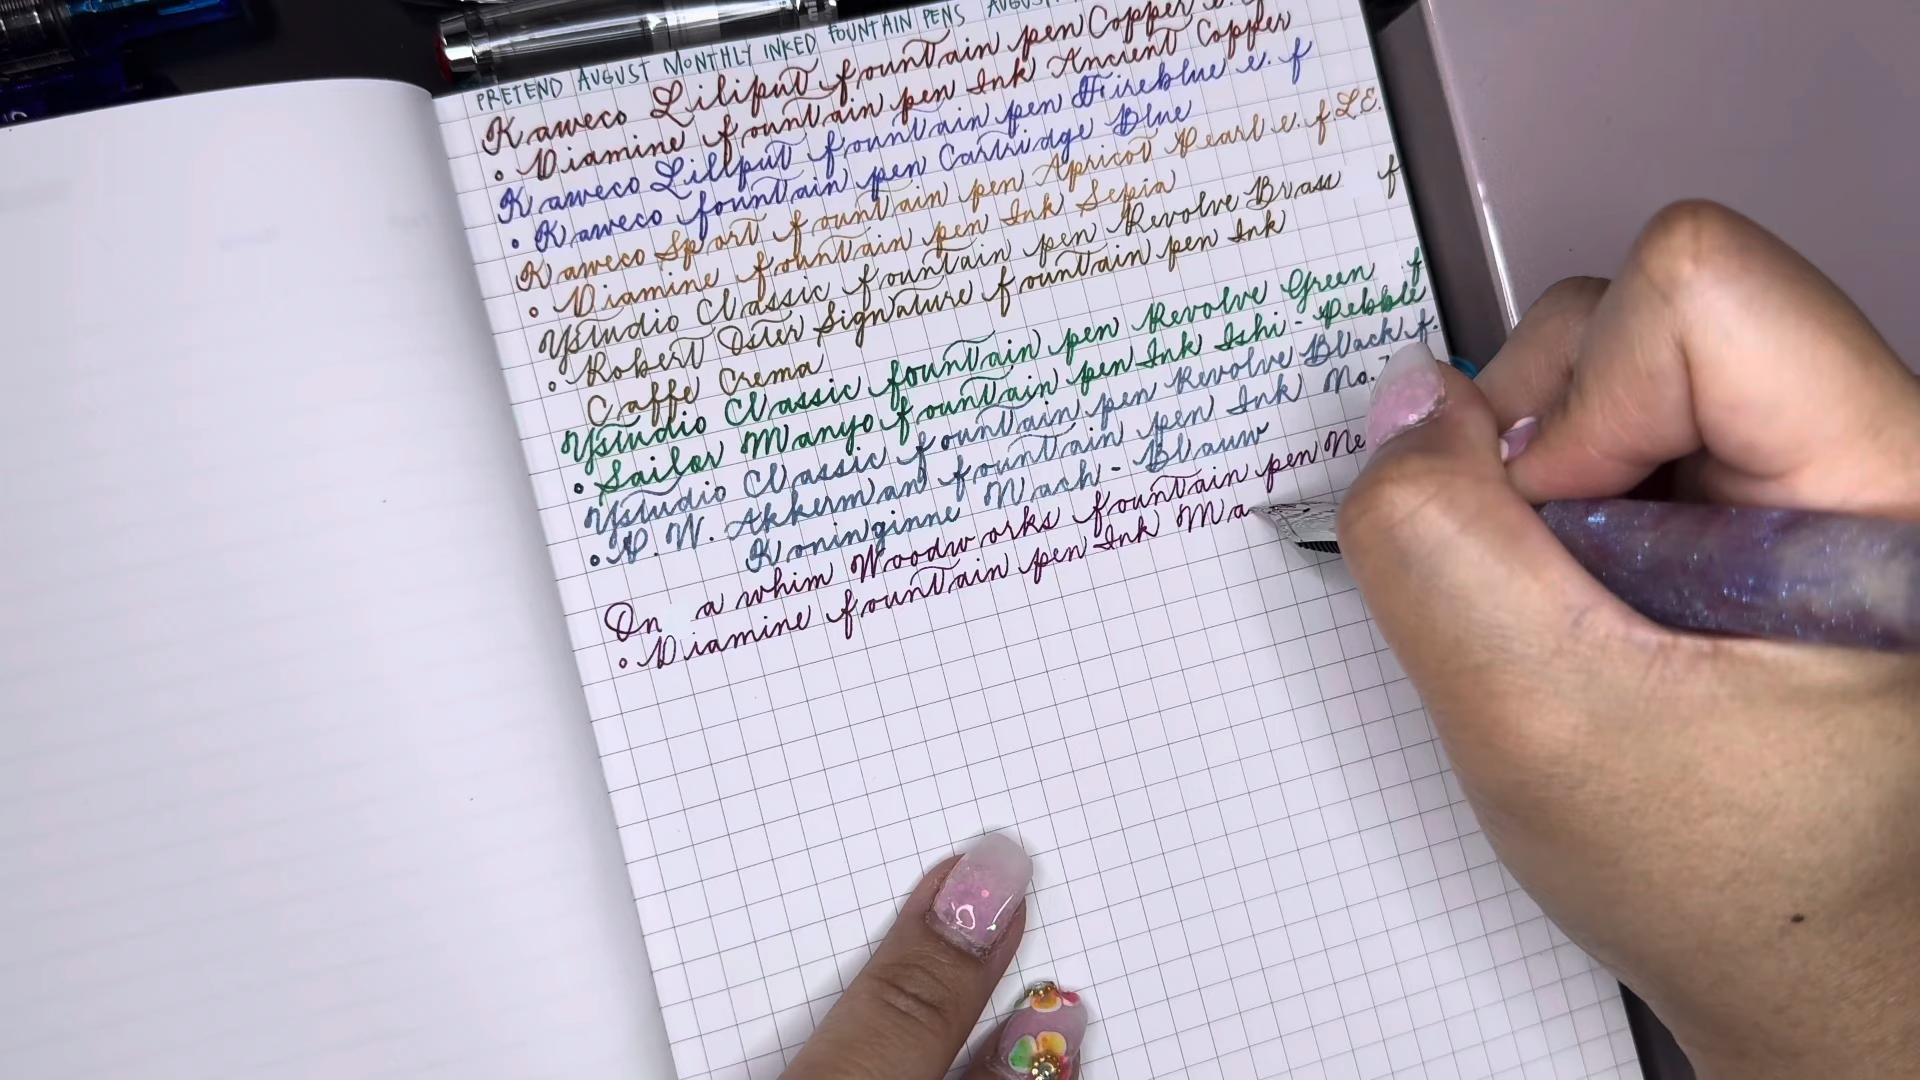 PRETEND AUGUST MONTHLY INKED FOUNTAIN PENS
Kaweco Liliput fountain pen Copper e.
• Diamine fountain pen Ink Ancient Copper
Kaweco Lilliput fountain pen Fireblue e. f
• Kaweco fountain pen Cartridge Blue
Kaweco Sport fountain pen Apricot Pearl e. f. L.E.
• Diamine fountain pen Ink Sepia
Ystudio Classic fountain pen Revolve Brass f
• Robert Oster Signature fountain pen Ink
Caffe Crema
Ystudio Classic fountain pen Revolve Green f
• Sailor Manyo fountain pen Ink Ishi - Pebble
Ystudio Classic fountain pen Revolve Black f.
• P. W. Akkerman fountain pen Ink No.
Koninginne Nach - Blauw
On a whim Woodworks fountain pen Ne
• Diamine fountain pen Ink Ma